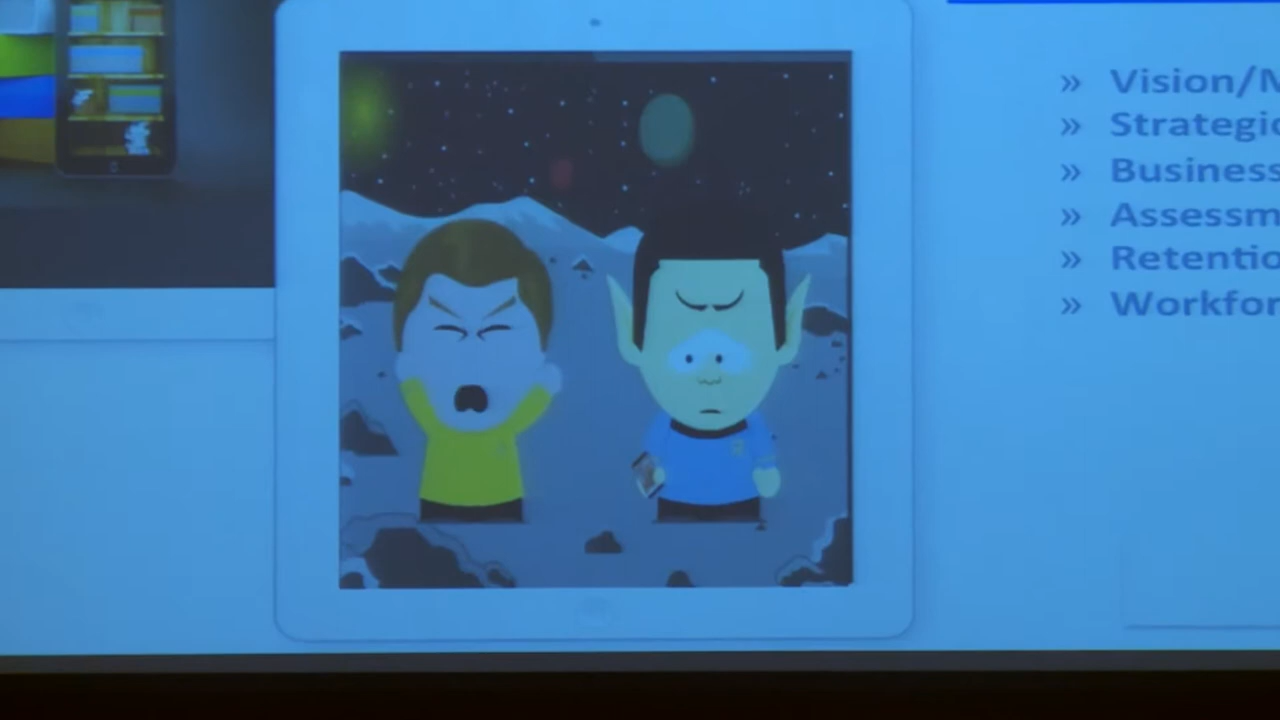 » Vision/M
» Strategic
» Business
» Assessm
» Retentio
» Workfor